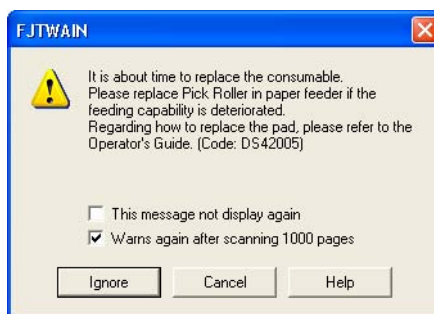 FJTWAIN
It is about time to replace the consumable.
Please replace Pick Roller in paper feeder if the
feeding capability is deteriorated.
Regarding how to replace the pad, please refer to the
Operator's Guide. (Code: DS42005)
This message not display again
Warns again after scanning 1000 pages
Ignore Cancel Help